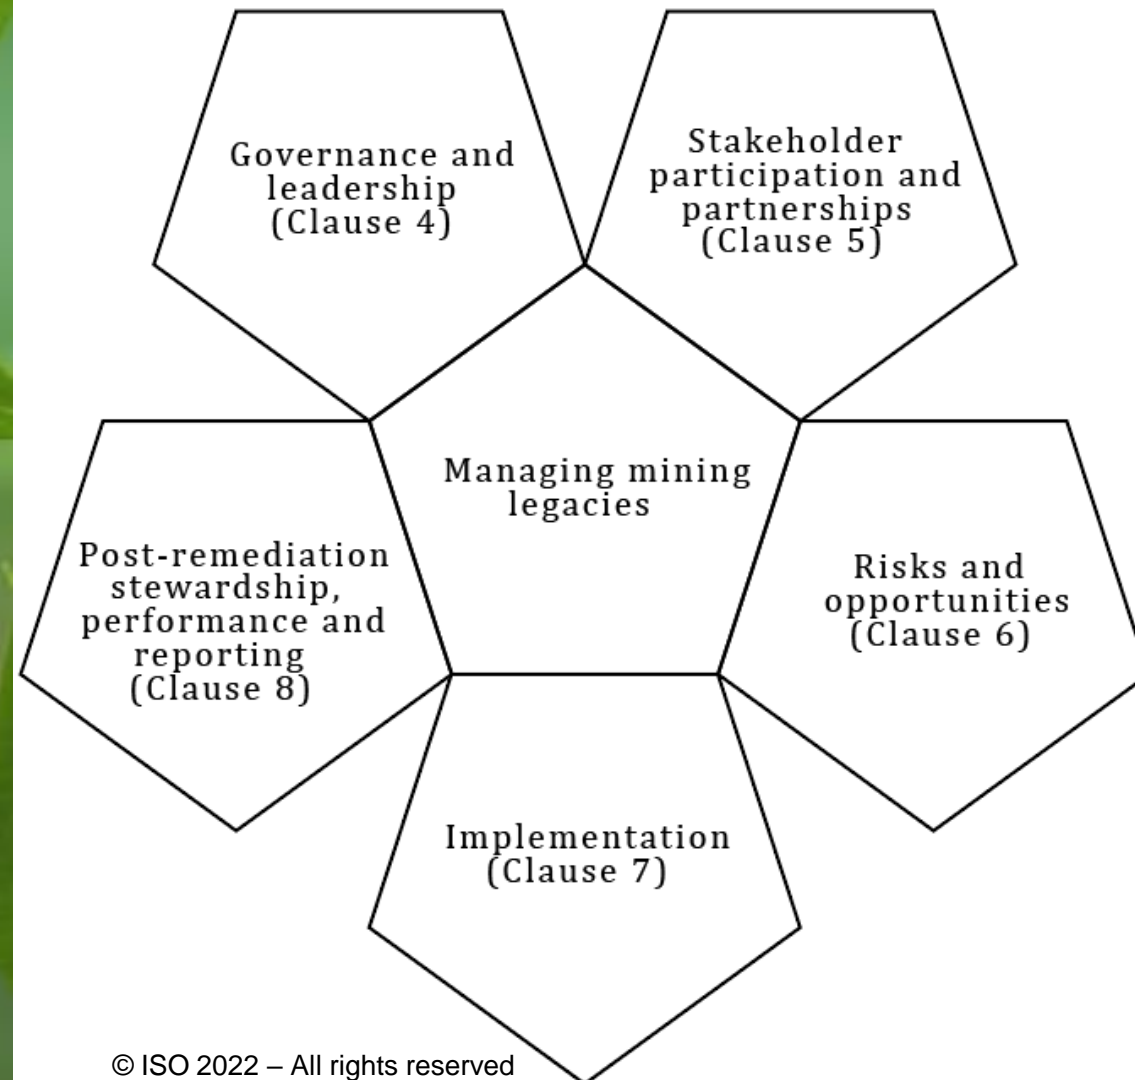 Governance and
leadership
(Clause 4)
Stakeholder
participation and
partnerships
(Clause 5)
Managing mining
legacies
Post-remediation
stewardship,
performance and
reporting
(Clause 8)
Risks and
opportunities
(Clause 6)
Implementation
(Clause 7)
© ISO 2022 – All rights reserved